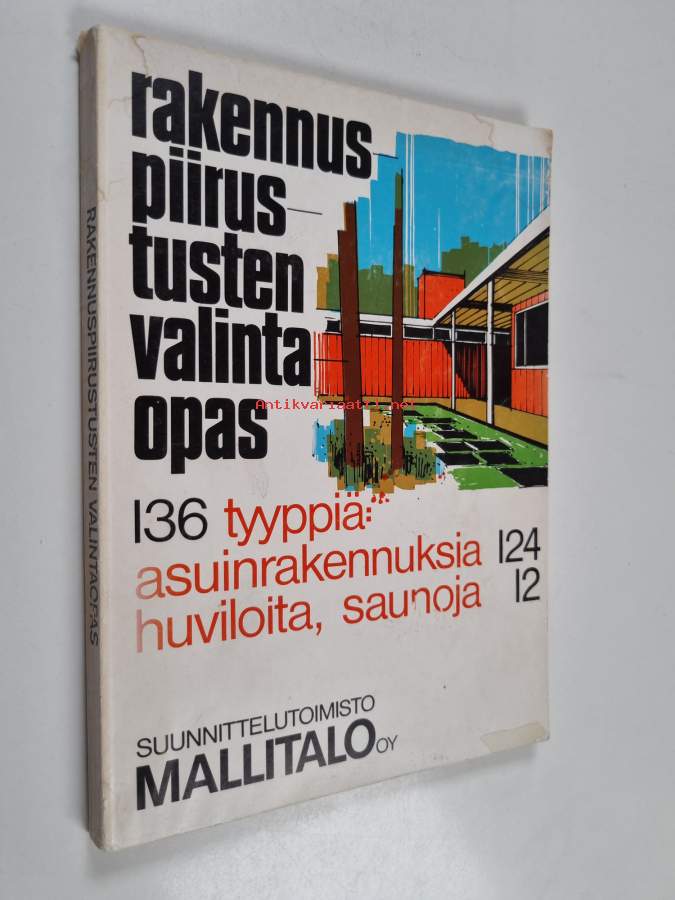 rakennus
piirus
tusten
valinta
opas
136 tyyppiä:
asuinrakennuksia 124
huviloita, saunoja 12
SUUNNITTELUTOIMISTO
MALLITALO OY
RAKENNUSPIIRUSTUSTEN VALINTAOPAS
Antikvariaatti.net